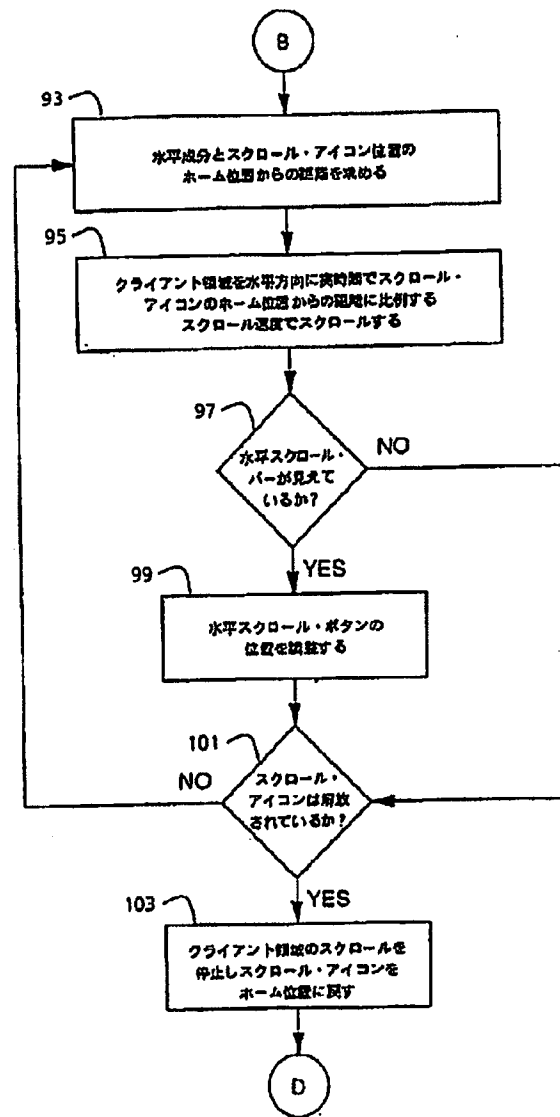 B
93
水平成分とスクロール・アイコン位置の
ホーム位置からの距離を求める
95
クライアント領域を水平方向に実時間でスクロール・
アイコンのホーム位置からの距離に比例する
スクロール速度でスクロールする
97
水平スクロール・
バーが見えて
いるか?
NO
YES
99
水平スクロール・ボタンの
位置を調整する
101
スクロール・
アイコンは解放
されているか?
NO
YES
103
クライアント領域のスクロールを
停止しスクロール・アイコンを
ホーム位置に戻す
D